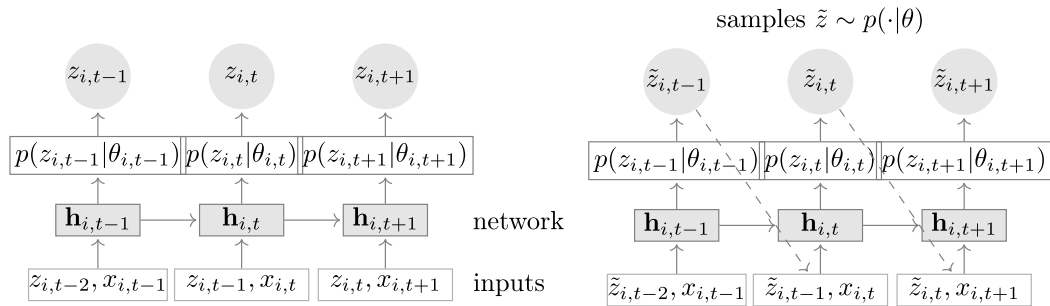 samples z̃ ∼ p(·|θ)
z_{i,t−1} z_{i,t} z_{i,t+1} z̃_{i,t−1} z̃_{i,t} z̃_{i,t+1}
p(z_{i,t−1}|θ_{i,t−1}) p(z_{i,t}|θ_{i,t}) p(z_{i,t+1}|θ_{i,t+1}) p(z_{i,t−1}|θ_{i,t−1}) p(z_{i,t}|θ_{i,t}) p(z_{i,t+1}|θ_{i,t+1})
h_{i,t−1} h_{i,t} h_{i,t+1} network h_{i,t−1} h_{i,t} h_{i,t+1}
z_{i,t−2}, x_{i,t−1} z_{i,t−1}, x_{i,t} z_{i,t}, x_{i,t+1} inputs z̃_{i,t−2}, x_{i,t−1} z̃_{i,t−1}, x_{i,t} z̃_{i,t}, x_{i,t+1}